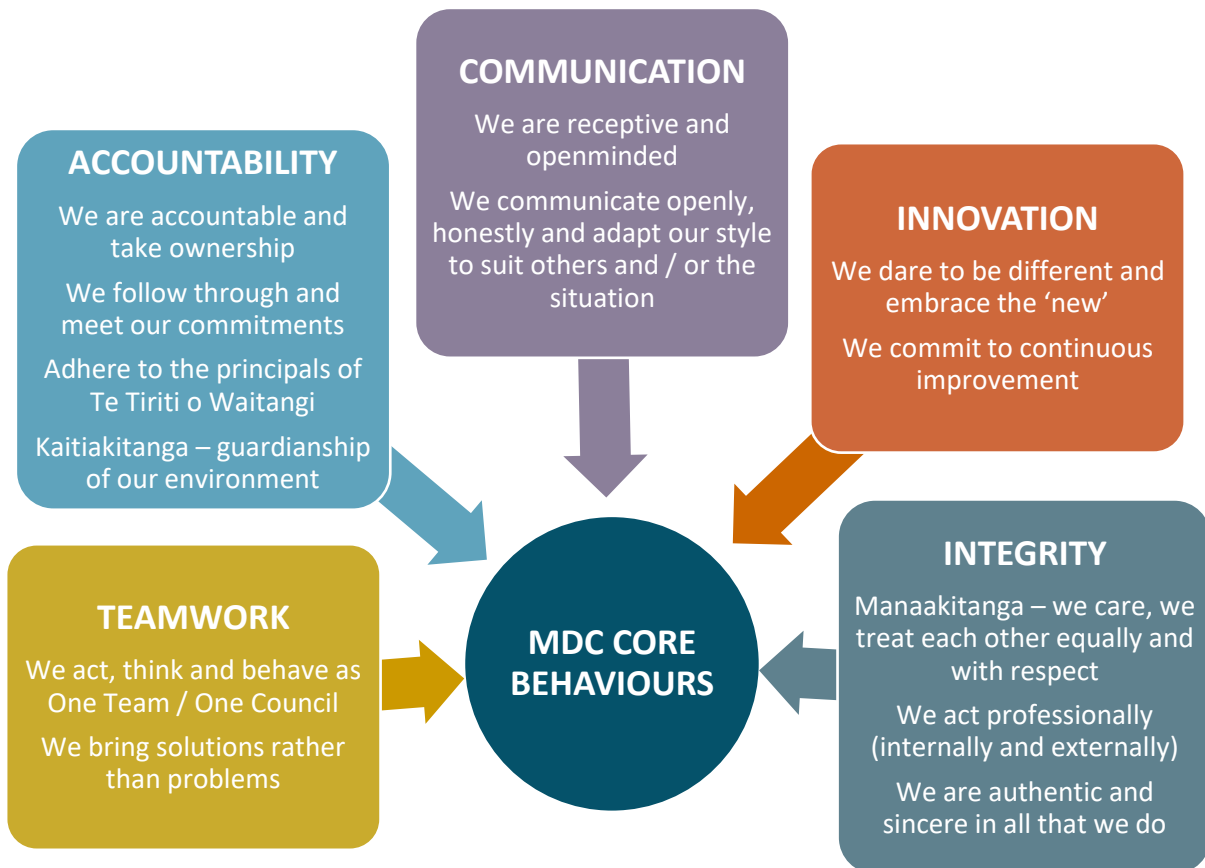 COMMUNICATION
We are receptive and
openminded
We communicate openly,
honestly and adapt our style
to suit others and / or the
situation
ACCOUNTABILITY
We are accountable and
take ownership
We follow through and
meet our commitments
Adhere to the principals of
Te Tiriti o Waitangi
Kaitiakitanga – guardianship
of our environment
INNOVATION
We dare to be different and
embrace the ‘new’
We commit to continuous
improvement
TEAMWORK
We act, think and behave as
One Team / One Council
We bring solutions rather
than problems
MDC CORE
BEHAVIOURS
INTEGRITY
Manaakitanga – we care, we
treat each other equally and
with respect
We act professionally
(internally and externally)
We are authentic and
sincere in all that we do